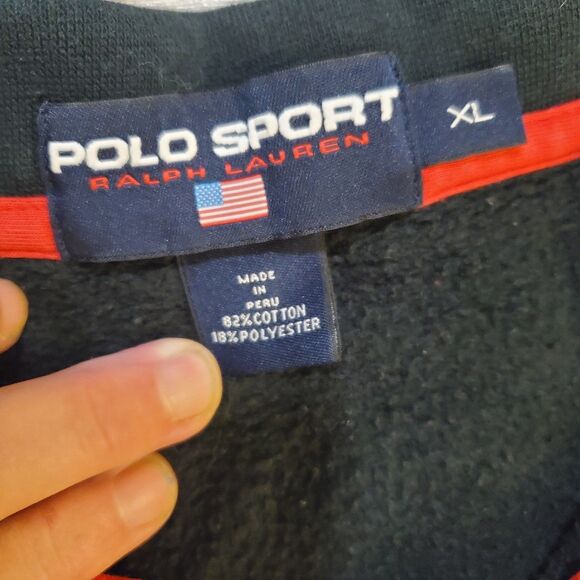 POLO SPORT
RALPH LAUREN
XL
MADE
IN
PERU
82%COTTON
18%POLYESTER